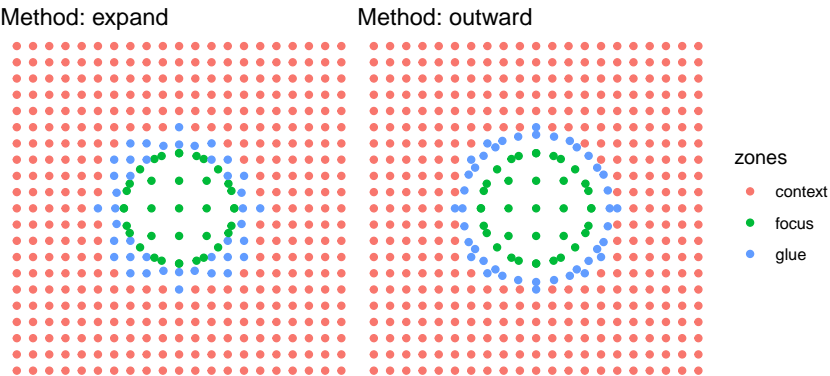 Method: expand
Method: outward
zones
context
focus
glue